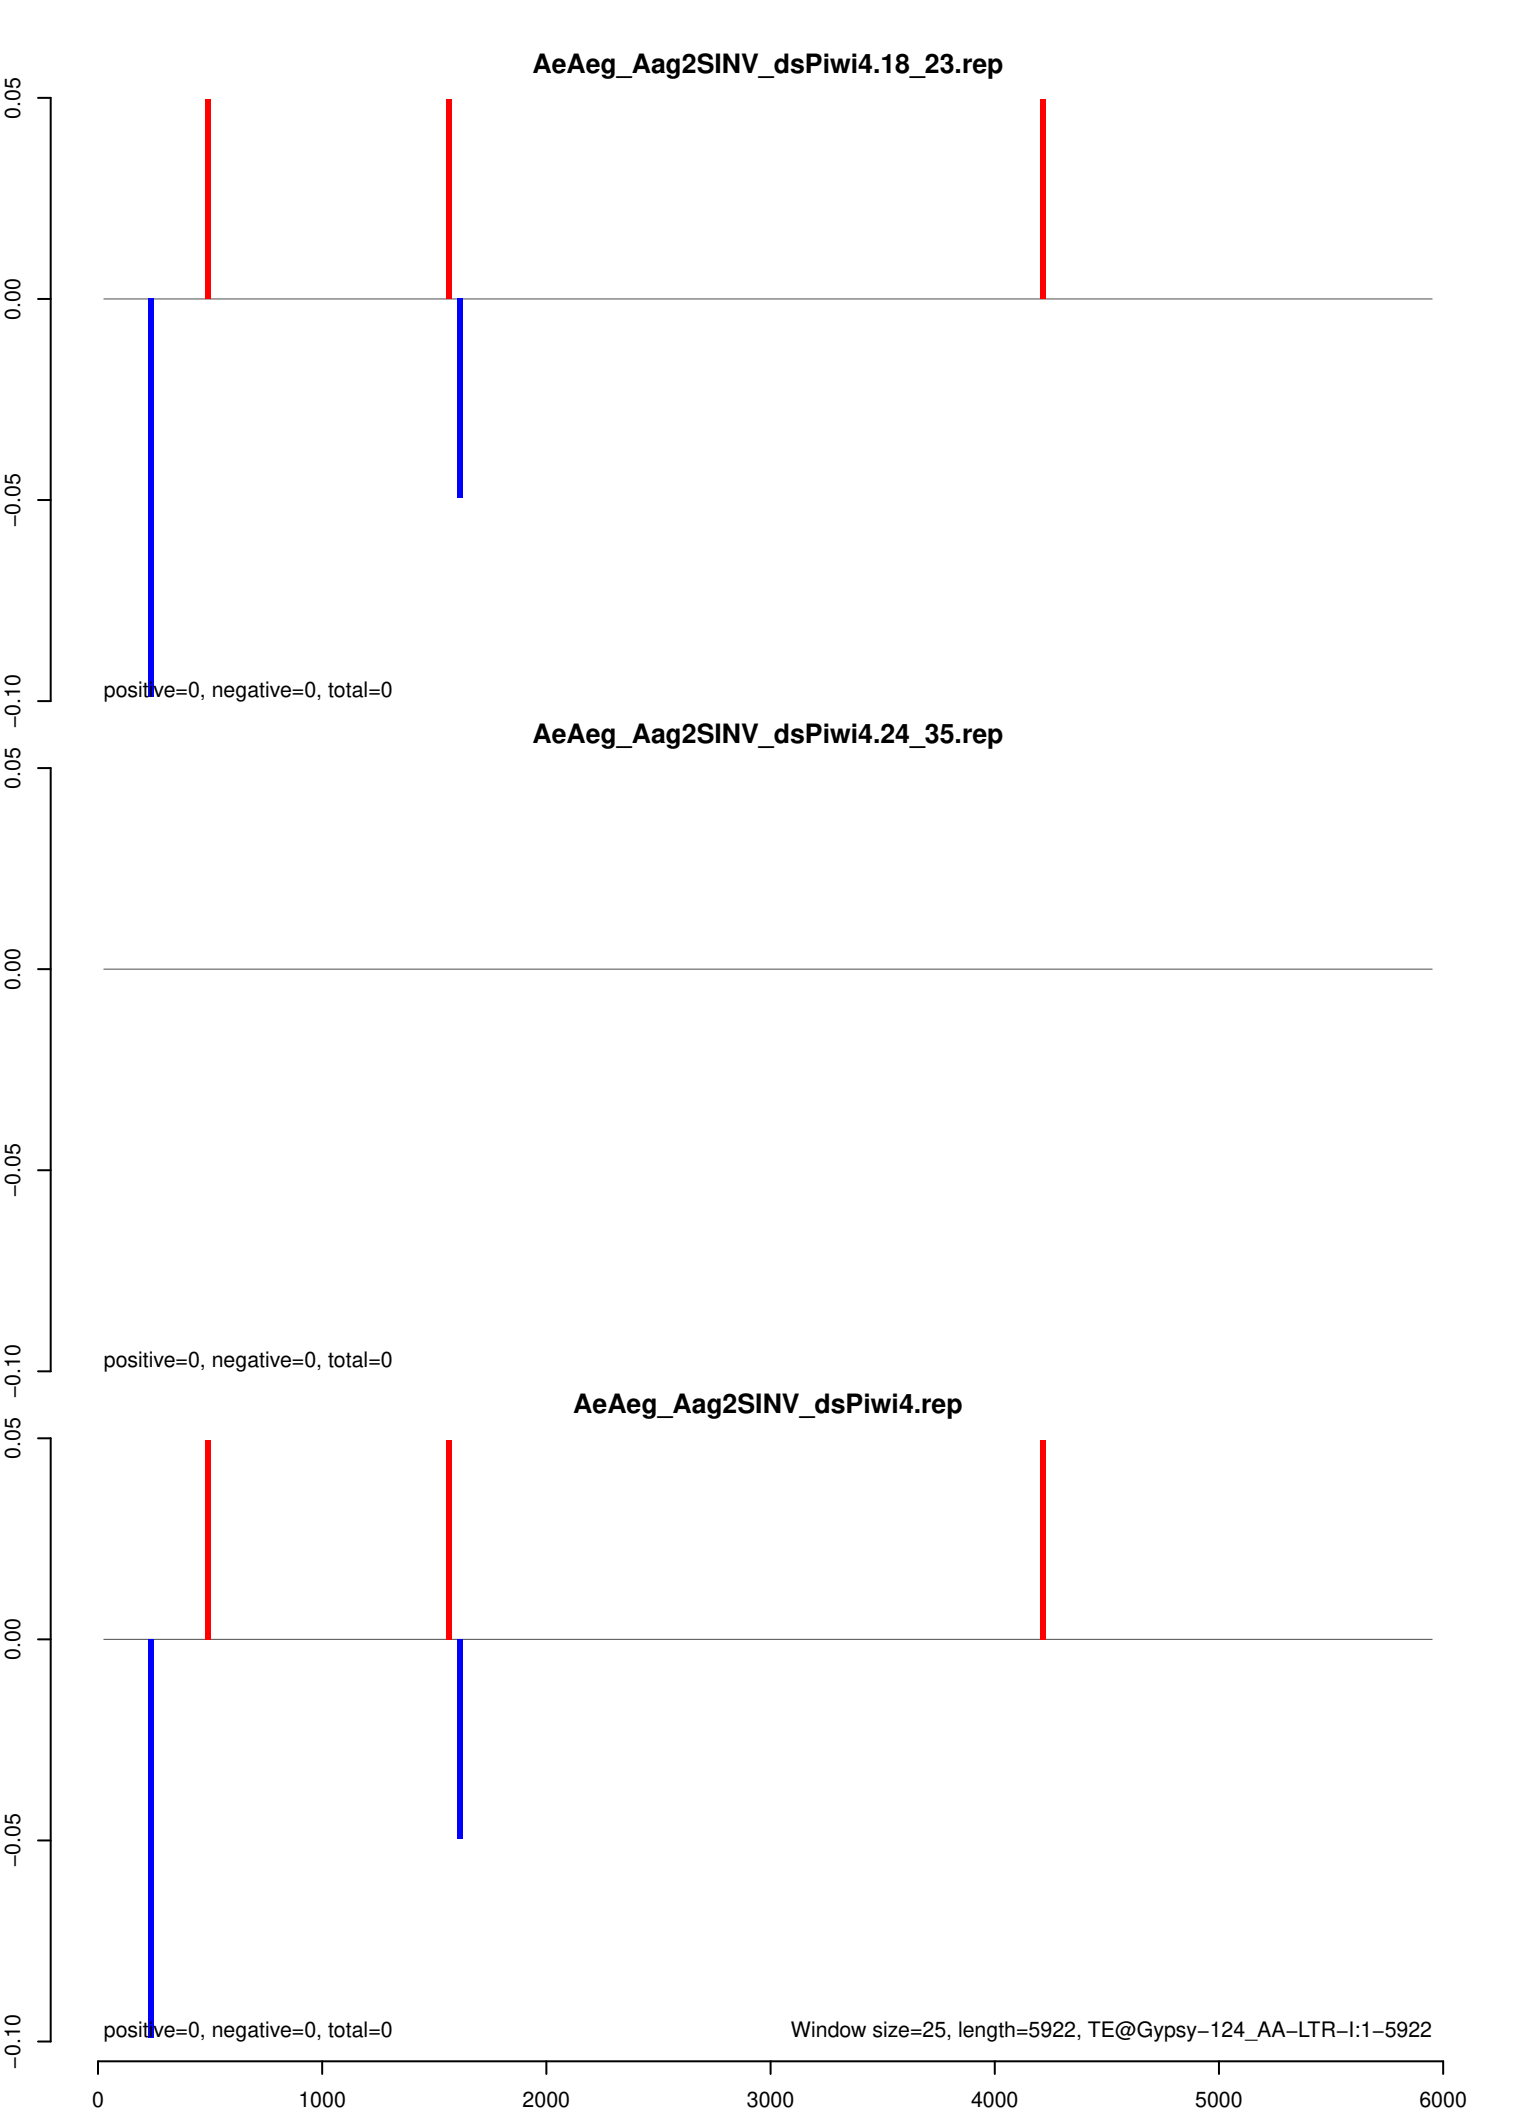 AeAeg_Aag2SINV_dsPiwi4.18_23.rep
0.05
0.00
−0.05
−0.10
positive=0, negative=0, total=0
AeAeg_Aag2SINV_dsPiwi4.24_35.rep
0.05
0.00
−0.05
−0.10
positive=0, negative=0, total=0
AeAeg_Aag2SINV_dsPiwi4.rep
0.05
0.00
−0.05
−0.10
positive=0, negative=0, total=0
Window size=25, length=5922, TE@Gypsy−124_AA−LTR−I:1−5922
0 1000 2000 3000 4000 5000 6000